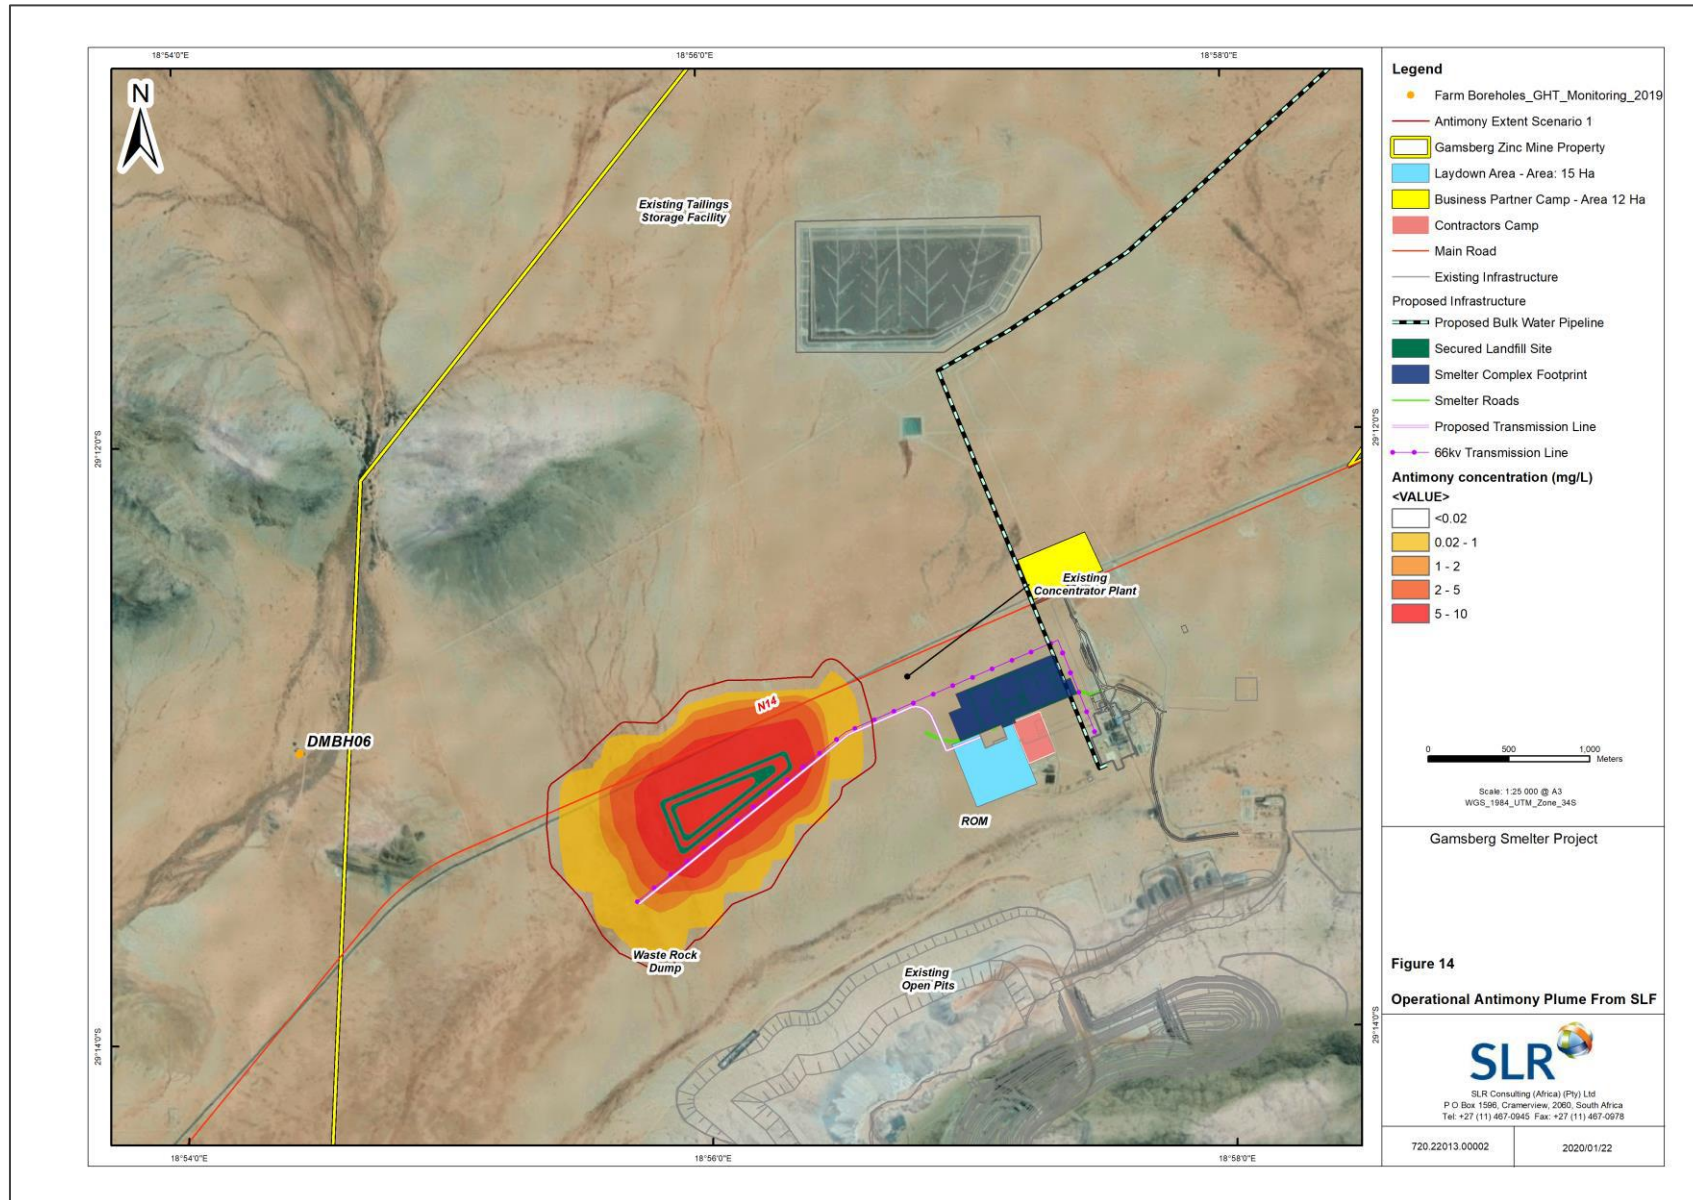 18°54'0"E
18°56'0"E
18°58'0"E
N
Existing Tailings
Storage Facility
29°12'0"S
29°12'0"S
Existing
Concentrator Plant
N14
DMBH06
ROM
Waste Rock
Dump
Existing
Open Pits
29°14'0"S
29°14'0"S
18°54'0"E
18°56'0"E
18°58'0"E
Legend
Farm Boreholes_GHT_Monitoring_2019
Antimony Extent Scenario 1
Gamsberg Zinc Mine Property
Laydown Area - Area: 15 Ha
Business Partner Camp - Area 12 Ha
Contractors Camp
Main Road
Existing Infrastructure
Proposed Infrastructure
Proposed Bulk Water Pipeline
Secured Landfill Site
Smelter Complex Footprint
Smelter Roads
Proposed Transmission Line
66kv Transmission Line
Antimony concentration (mg/L)
<VALUE>
<0.02
0.02 - 1
1 - 2
2 - 5
5 - 10
0 500 1,000
Meters
Scale: 1:25 000 @ A3
WGS_1984_UTM_Zone_34S
Gamsberg Smelter Project
Figure 14
Operational Antimony Plume From SLF
SLR
SLR Consulting (Africa) (Pty) Ltd
P O Box 1596, Cramerview, 2060, South Africa
Tel: +27 (11) 467-0945 Fax: +27 (11) 467-0978
720.22013.00002
2020/01/22